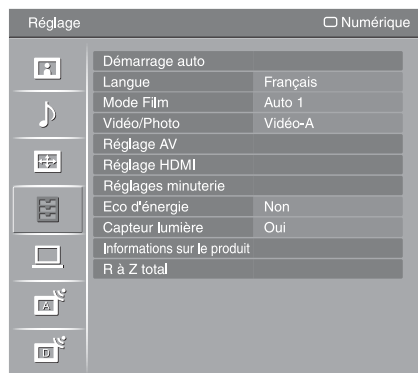 Réglage Numérique
Démarrage auto
Langue Français
Mode Film Auto 1
Vidéo/Photo Vidéo-A
Réglage AV
Réglage HDMI
Réglages minuterie
Eco d'énergie Non
Capteur lumière Oui
Informations sur le produit
R à Z total
A
D